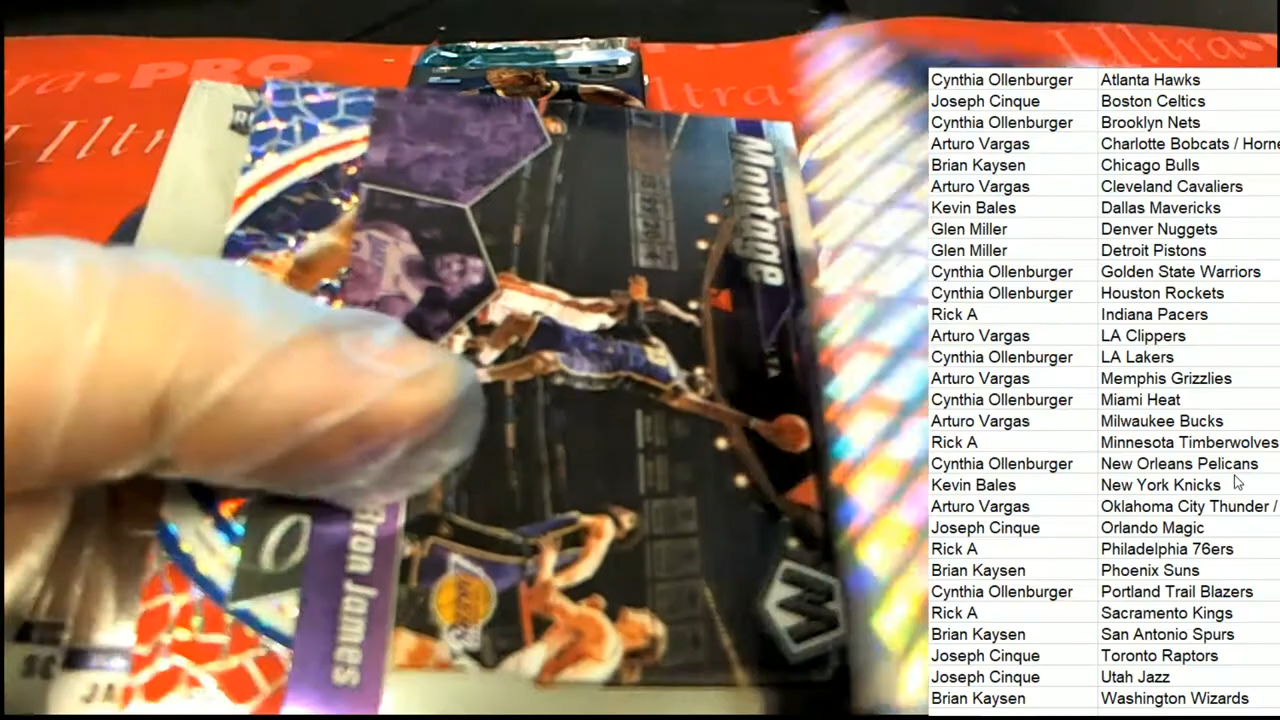 ra•PRO
Ultra•
Ultr
ltra•
Montage
Bron James
LAKERS
M
JA
Cynthia Ollenburger Atlanta Hawks
Joseph Cinque Boston Celtics
Cynthia Ollenburger Brooklyn Nets
Arturo Vargas Charlotte Bobcats / Horne
Brian Kaysen Chicago Bulls
Arturo Vargas Cleveland Cavaliers
Kevin Bales Dallas Mavericks
Glen Miller Denver Nuggets
Glen Miller Detroit Pistons
Cynthia Ollenburger Golden State Warriors
Cynthia Ollenburger Houston Rockets
Rick A Indiana Pacers
Arturo Vargas LA Clippers
Cynthia Ollenburger LA Lakers
Arturo Vargas Memphis Grizzlies
Cynthia Ollenburger Miami Heat
Arturo Vargas Milwaukee Bucks
Rick A Minnesota Timberwolves
Cynthia Ollenburger New Orleans Pelicans
Kevin Bales New York Knicks
Arturo Vargas Oklahoma City Thunder /
Joseph Cinque Orlando Magic
Rick A Philadelphia 76ers
Brian Kaysen Phoenix Suns
Cynthia Ollenburger Portland Trail Blazers
Rick A Sacramento Kings
Brian Kaysen San Antonio Spurs
Joseph Cinque Toronto Raptors
Joseph Cinque Utah Jazz
Brian Kaysen Washington Wizards